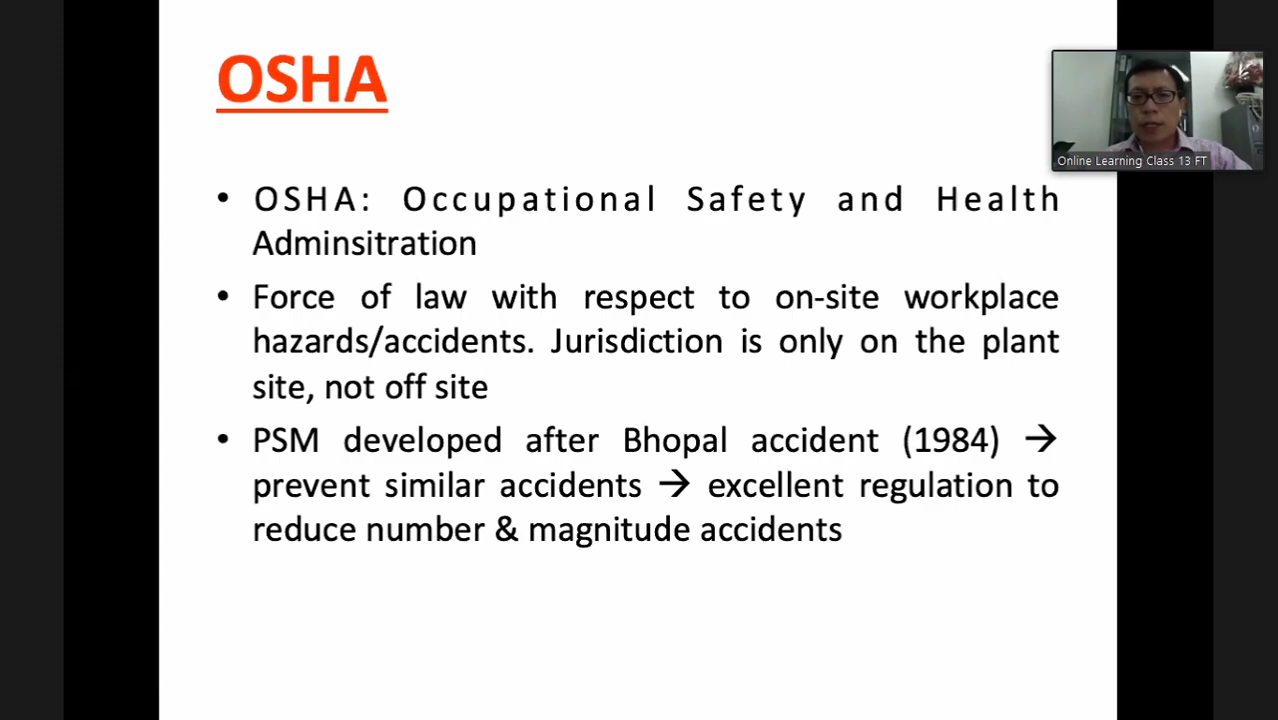 OSHA
• OSHA: Occupational Safety and Health
Adminsitration
• Force of law with respect to on-site workplace
hazards/accidents. Jurisdiction is only on the plant
site, not off site
• PSM developed after Bhopal accident (1984) →
prevent similar accidents → excellent regulation to
reduce number & magnitude accidents
Online Learning Class 13 FT